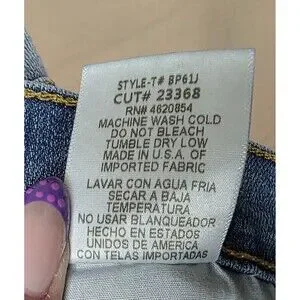 STYLE-T# BP61J
CUT# 23368
RN# 4620854
MACHINE WASH COLD
DO NOT BLEACH
TUMBLE DRY LOW
MADE IN U.S.A. OF
IMPORTED FABRIC
LAVAR CON AGUA FRIA
SECAR A BAJA
TEMPERATURA
NO USAR BLANQUEADOR
HECHO EN ESTADOS
UNIDOS DE AMERICA
CON TELAS IMPORTADAS